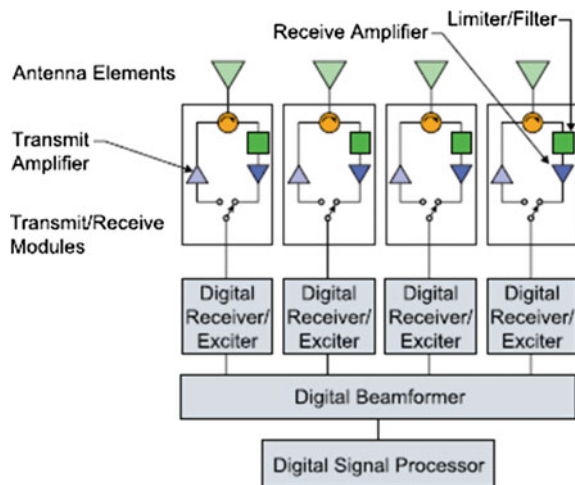 Limiter/Filter
Receive Amplifier
Antenna Elements
Transmit
Amplifier
Transmit/Receive
Modules
Digital
Receiver/
Exciter
Digital
Receiver/
Exciter
Digital
Receiver/
Exciter
Digital
Receiver/
Exciter
Digital Beamformer
Digital Signal Processor